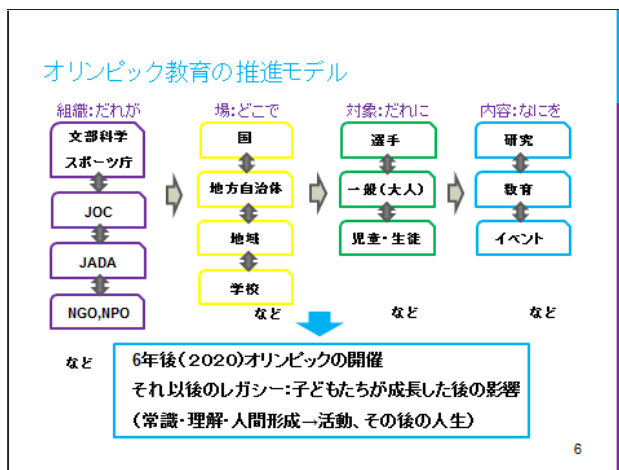 オリンピック教育の推進モデル
組織:だれが
文部科学
スポーツ庁
JOC
JADA
NGO,NPO
など
場:どこで
国
地方自治体
地域
学校
など
対象:だれに
選手
一般(大人)
児童・生徒
など
内容:なにを
研究
教育
イベント
など
6年後(2020)オリンピックの開催
それ以後のレガシー:子どもたちが成長した後の影響
(常識・理解・人間形成→活動、その後の人生)
6